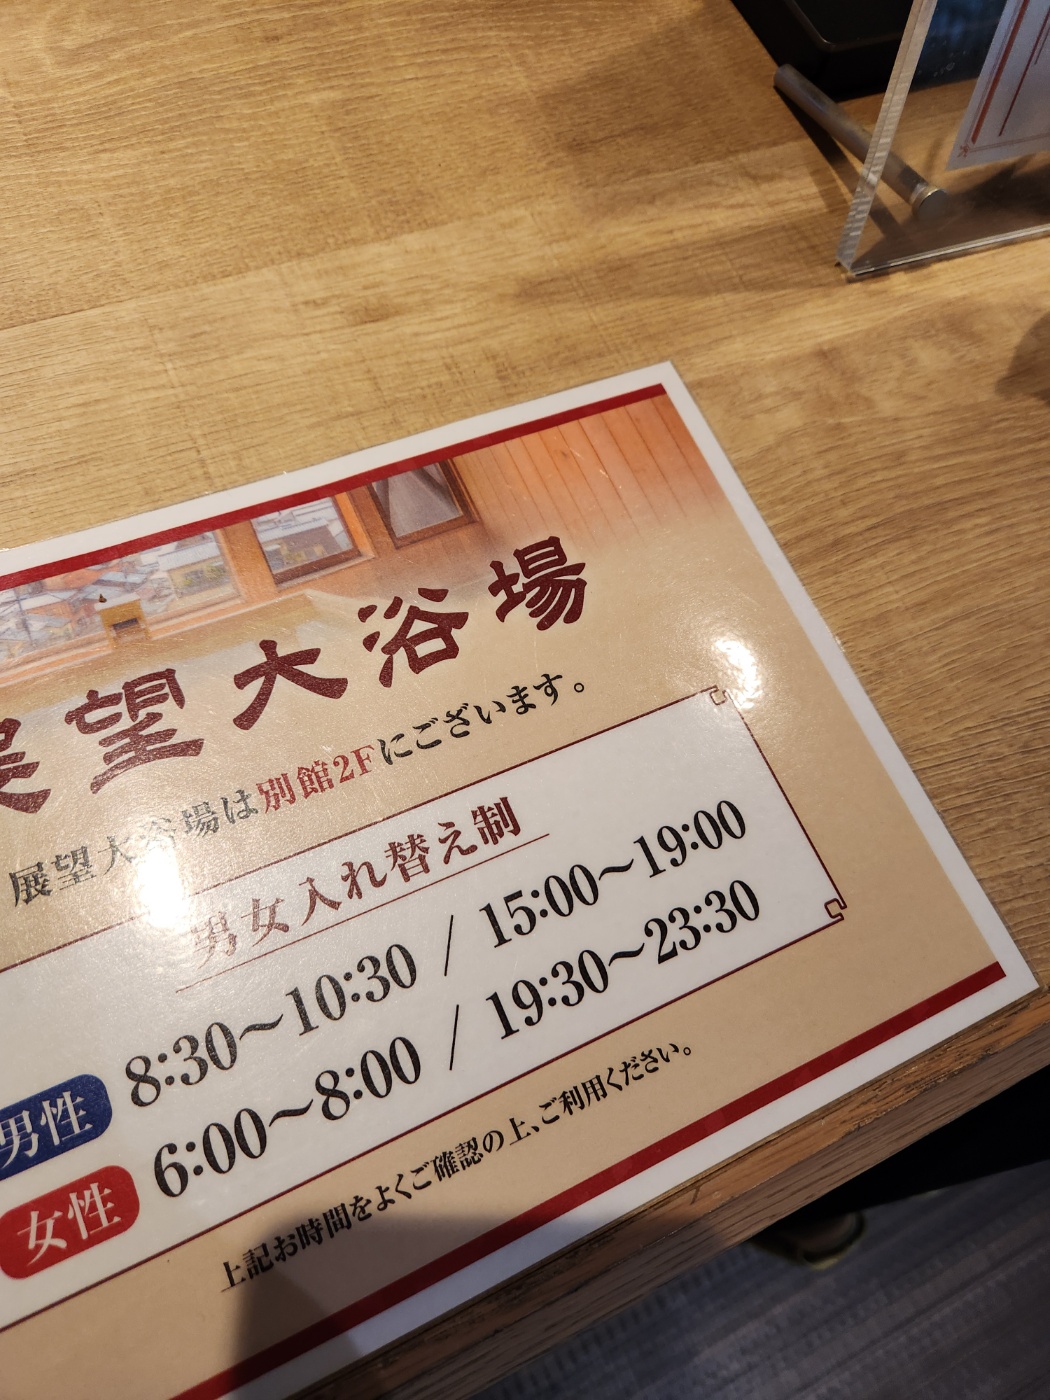 展望大浴場
展望大浴場は別館2Fにございます。
男女入れ替え制
男性 8:30〜10:30 / 15:00〜19:00
女性 6:00〜8:00 / 19:30〜23:30
上記お時間をよくご確認の上、ご利用ください。